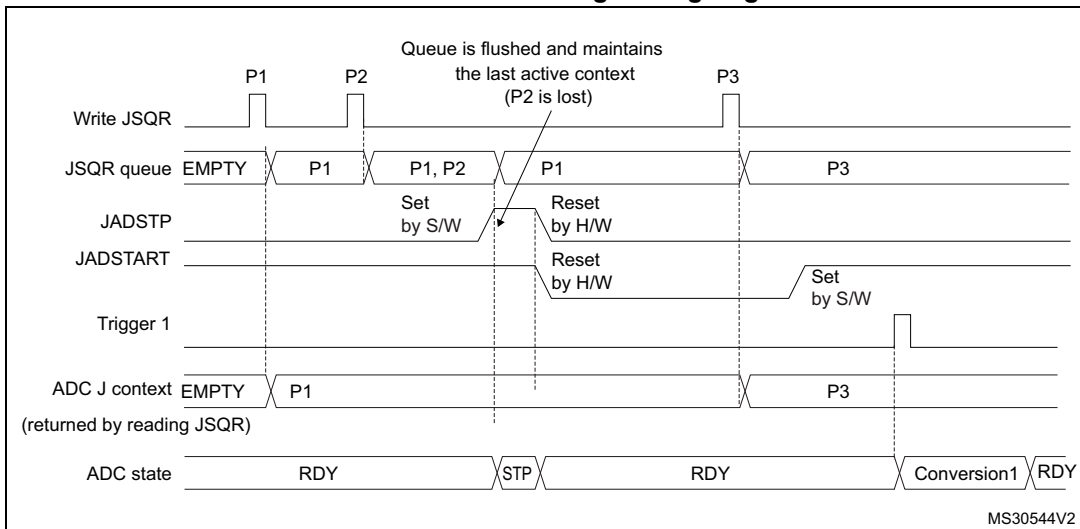 Queue is flushed and maintains
the last active context
(P2 is lost)
P1 P2 P3
Write JSQR
JSQR queue EMPTY P1 P1, P2 P1 P3
Set Reset
JADSTP by S/W by H/W
JADSTART Reset
by H/W Set
by S/W
Trigger 1
ADC J context EMPTY P1 P3
(returned by reading JSQR)
ADC state RDY STP RDY Conversion1 RDY
MS30544V2